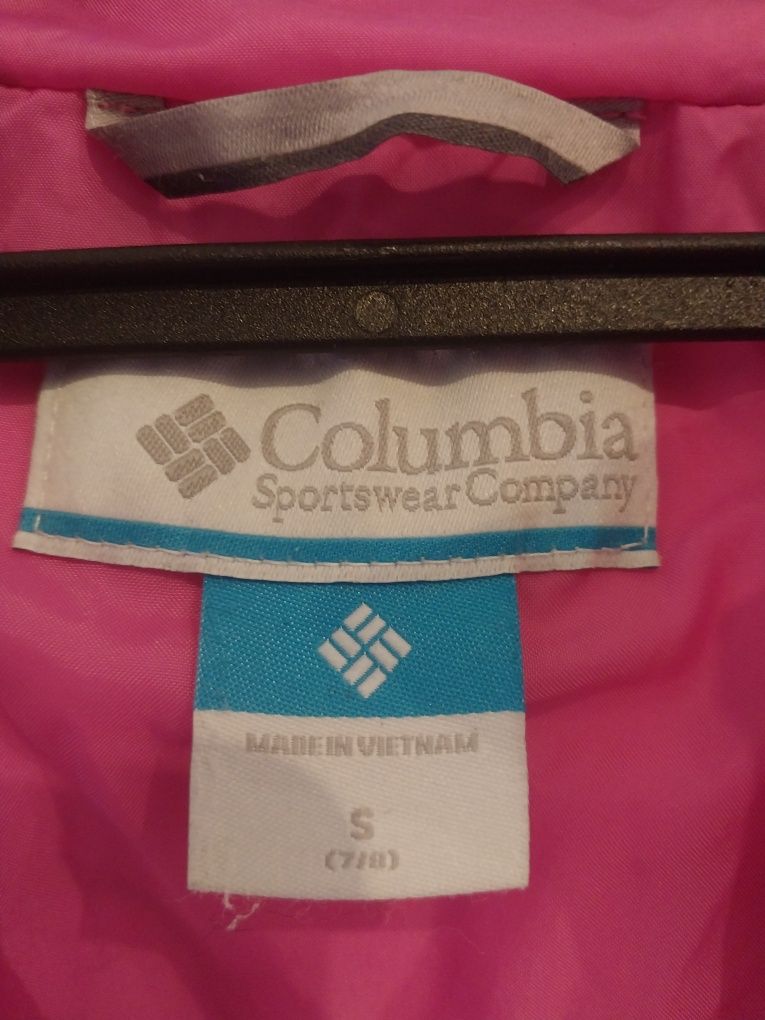 Columbia
Sportswear Company
MADE IN VIETNAM
S
(7/8)